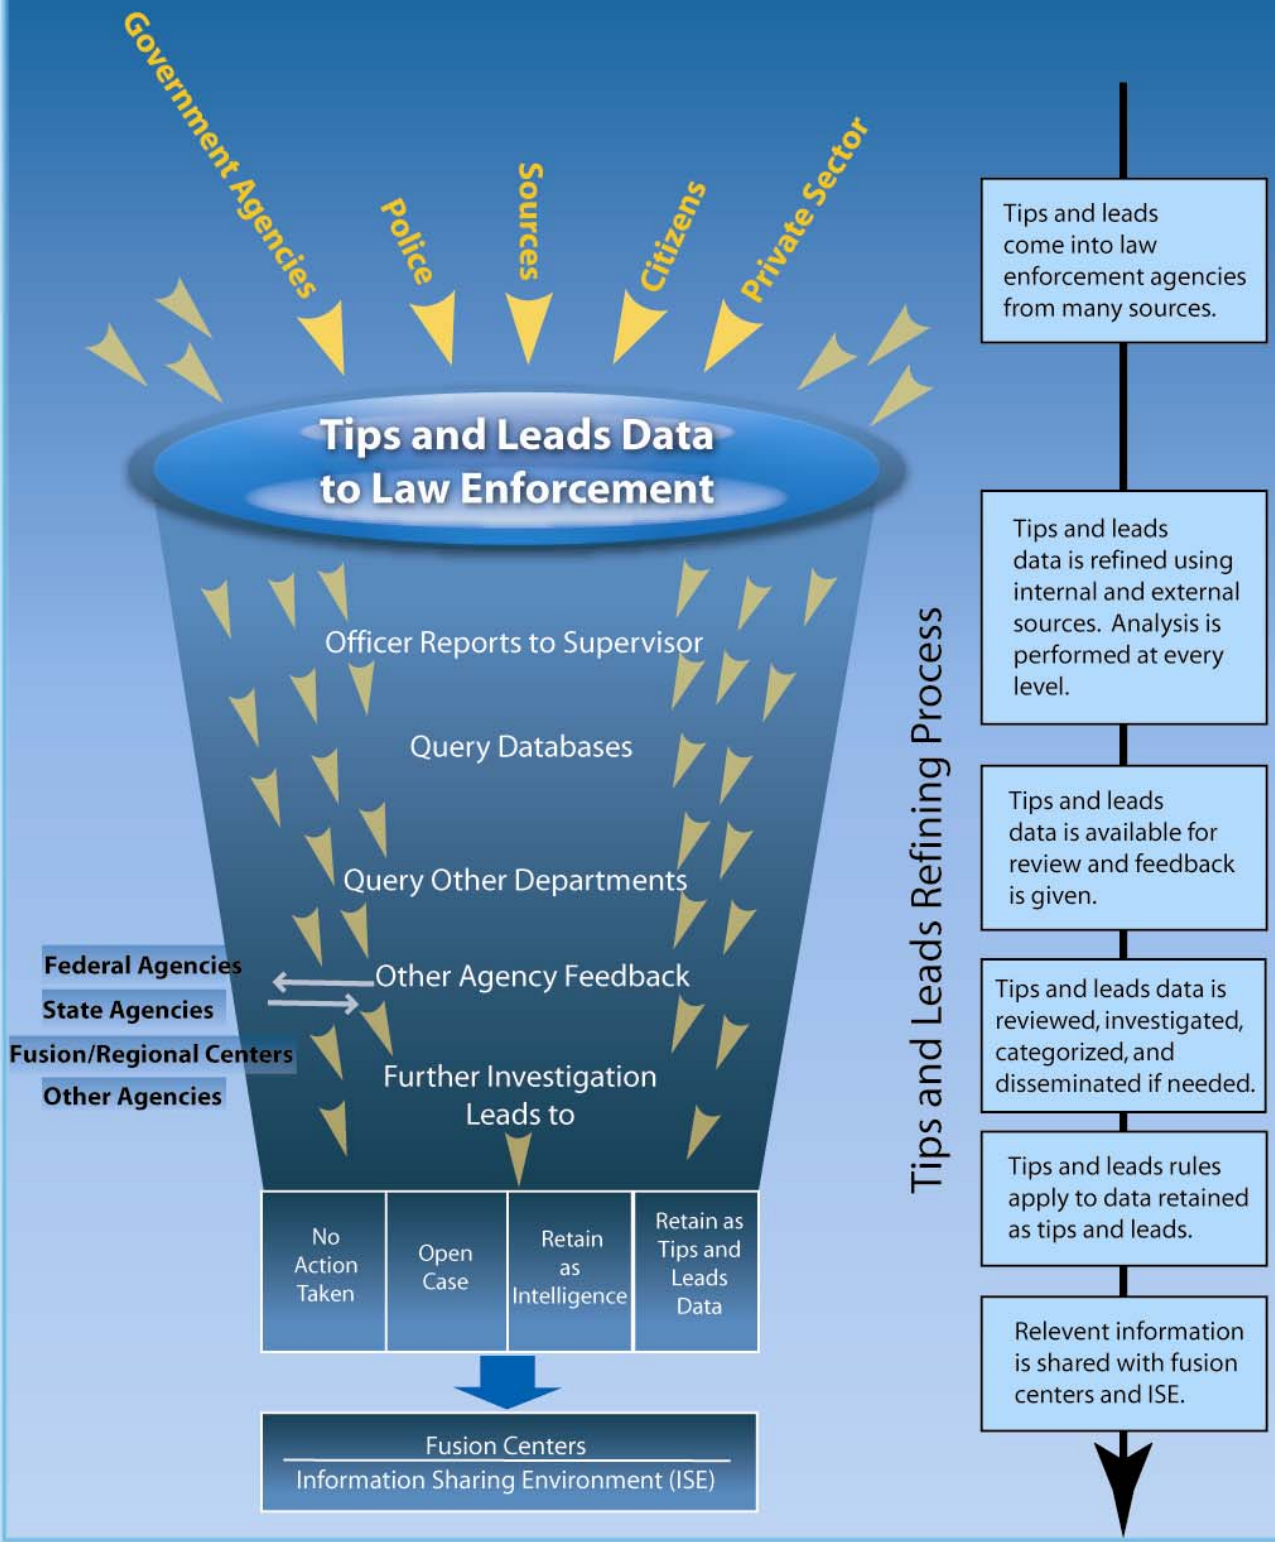 Government Agencies
Police
Sources
Citizens
Private Sector
Tips and Leads Data
to Law Enforcement
Officer Reports to Supervisor
Query Databases
Query Other Departments
Other Agency Feedback
Federal Agencies
State Agencies
Fusion/Regional Centers
Other Agencies
Further Investigation
Leads to
No
Action
Taken
Open
Case
Retain
as
Intelligence
Retain as
Tips and
Leads
Data
Fusion Centers
Information Sharing Environment (ISE)
Tips and Leads Refining Process
Tips and leads
come into law
enforcement agencies
from many sources.
Tips and leads
data is refined using
internal and external
sources. Analysis is
performed at every
level.
Tips and leads
data is available for
review and feedback
is given.
Tips and leads data is
reviewed, investigated,
categorized, and
disseminated if needed.
Tips and leads rules
apply to data retained
as tips and leads.
Relevent information
is shared with fusion
centers and ISE.